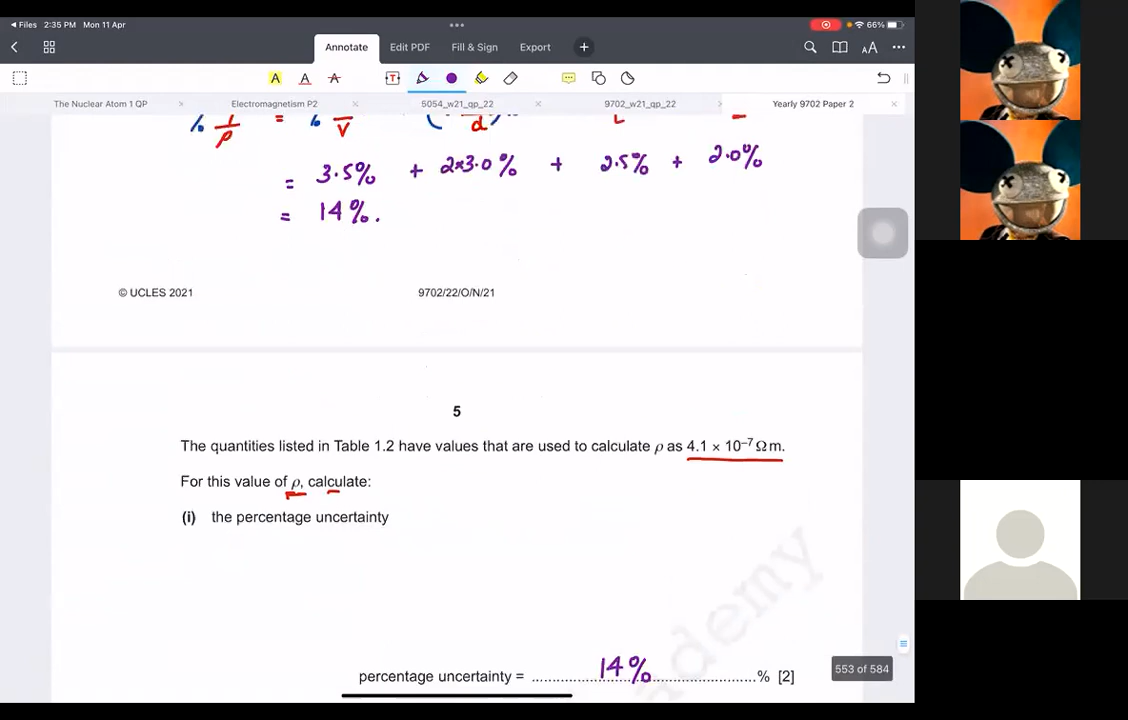 Files 2:35 PM Mon 11 Apr 66%
Annotate Edit PDF Fill & Sign Export
The Nuclear Atom 1 QP Electromagnetism P2 5054_w21_qp_22 9702_w21_qp_22 Yearly 9702 Paper 2
= 3.5% + 2×3.0% + 2.5% + 2.0%
= 14%.
© UCLES 2021 9702/22/O/N/21
5
The quantities listed in Table 1.2 have values that are used to calculate ρ as 4.1 × 10⁻⁷ Ω m.
For this value of ρ, calculate:
(i) the percentage uncertainty
percentage uncertainty = 14% % [2]
553 of 584
ademy